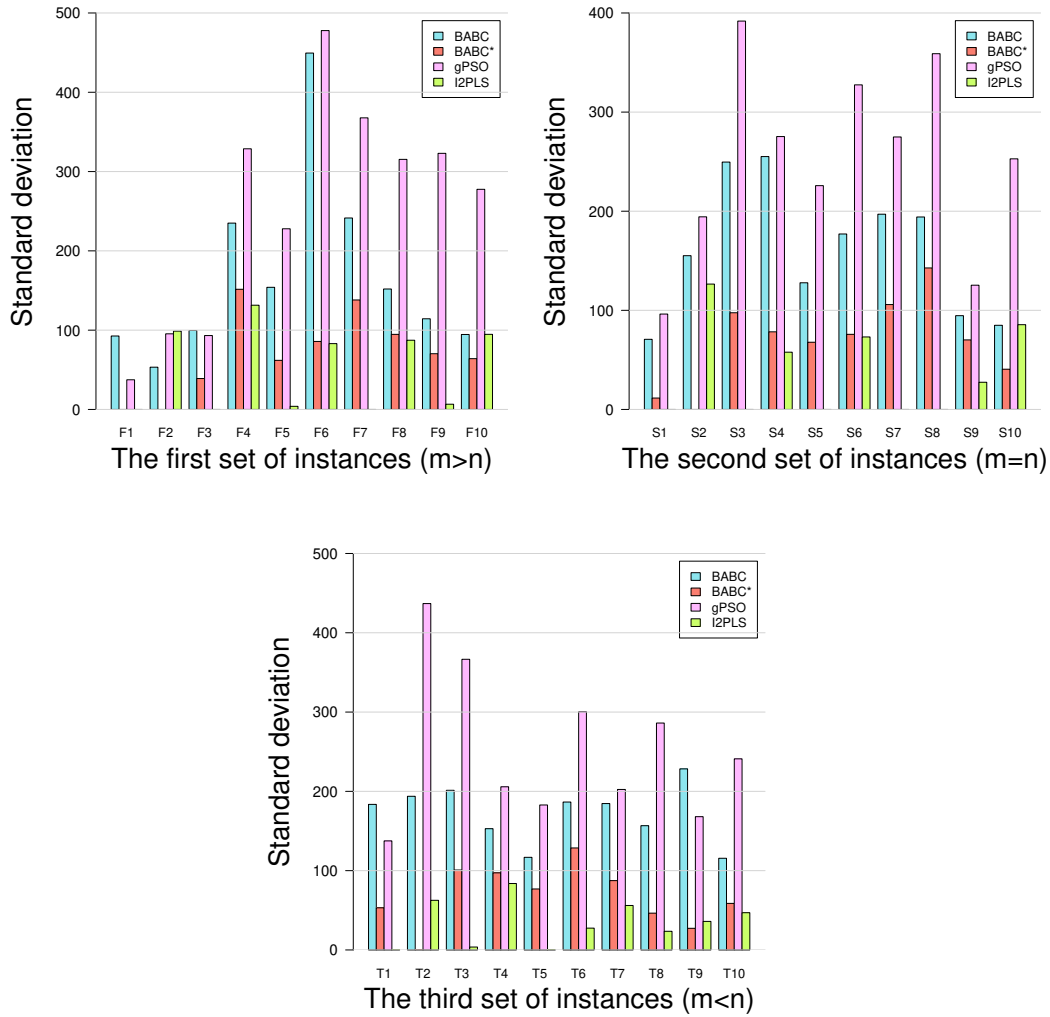 Standard deviation
500
400
300
200
100
0
BABC
BABC*
gPSO
I2PLS
F1 F2 F3 F4 F5 F6 F7 F8 F9 F10
The first set of instances (m>n)
Standard deviation
400
300
200
100
0
BABC
BABC*
gPSO
I2PLS
S1 S2 S3 S4 S5 S6 S7 S8 S9 S10
The second set of instances (m=n)
Standard deviation
500
400
300
200
100
0
BABC
BABC*
gPSO
I2PLS
T1 T2 T3 T4 T5 T6 T7 T8 T9 T10
The third set of instances (m<n)